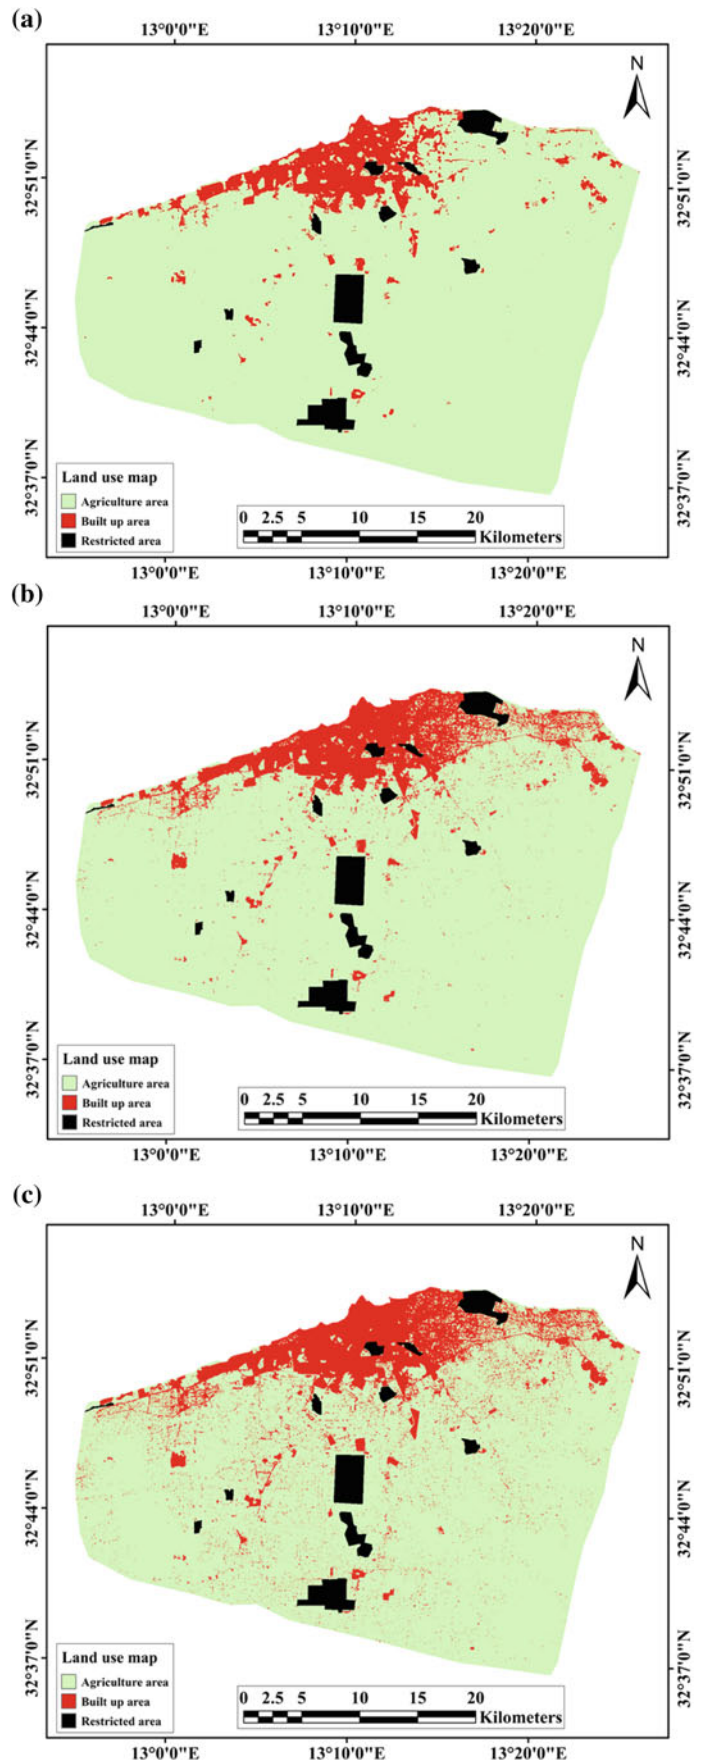 (a)
13°0'0"E 13°10'0"E 13°20'0"E
N
32°51'0"N 32°51'0"N
32°44'0"N 32°44'0"N
32°37'0"N 32°37'0"N
Land use map
Agriculture area
Built up area
Restricted area
0 2.5 5 10 15 20
Kilometers
13°0'0"E 13°10'0"E 13°20'0"E
(b)
13°0'0"E 13°10'0"E 13°20'0"E
N
32°51'0"N 32°51'0"N
32°44'0"N 32°44'0"N
32°37'0"N 32°37'0"N
Land use map
Agriculture area
Built up area
Restricted area
0 2.5 5 10 15 20
Kilometers
13°0'0"E 13°10'0"E 13°20'0"E
(c)
13°0'0"E 13°10'0"E 13°20'0"E
N
32°51'0"N 32°51'0"N
32°44'0"N 32°44'0"N
32°37'0"N 32°37'0"N
Land use map
Agriculture area
Built up area
Restricted area
0 2.5 5 10 15 20
Kilometers
13°0'0"E 13°10'0"E 13°20'0"E